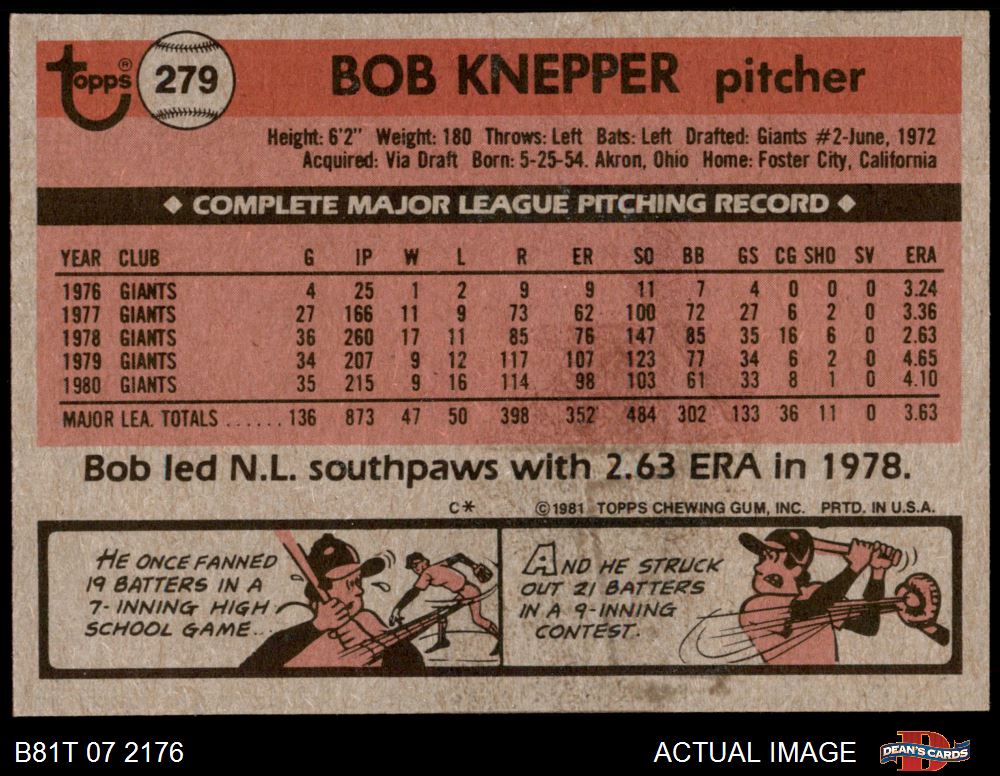 topps® 279 BOB KNEPPER pitcher
Height: 6'2" Weight: 180 Throws: Left Bats: Left Drafted: Giants #2-June, 1972
Acquired: Via Draft Born: 5-25-54. Akron, Ohio Home: Foster City, California
◆ COMPLETE MAJOR LEAGUE PITCHING RECORD ◆
YEAR CLUB G IP W L R ER SO BB GS CG SHO SV ERA
1976 GIANTS 4 25 1 2 9 9 11 7 4 0 0 0 3.24
1977 GIANTS 27 166 11 9 73 62 100 72 27 6 2 0 3.36
1978 GIANTS 36 260 17 11 85 76 147 85 35 16 6 0 2.63
1979 GIANTS 34 207 9 12 117 107 123 77 34 6 2 0 4.65
1980 GIANTS 35 215 9 16 114 98 103 61 33 8 1 0 4.10
MAJOR LEA. TOTALS ...... 136 873 47 50 398 352 484 302 133 36 11 0 3.63
Bob led N.L. southpaws with 2.63 ERA in 1978.
C* ©1981 TOPPS CHEWING GUM, INC. PRTD. IN U.S.A.
HE ONCE FANNED
19 BATTERS IN A
7-INNING HIGH
SCHOOL GAME..
AND HE STRUCK
OUT 21 BATTERS
IN A 9-INNING
CONTEST.
B81T 07 2176 ACTUAL IMAGE DEAN'S CARDS